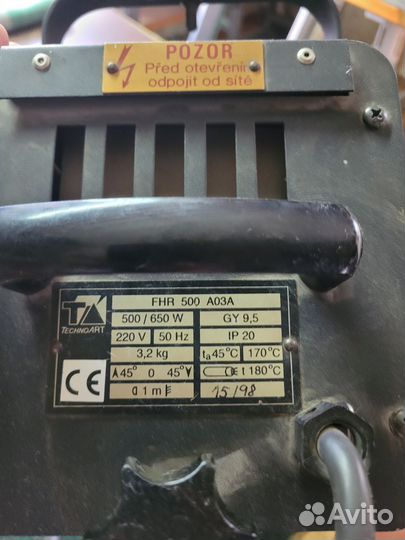 POZOR
Před otevřením
odpojit od sítě
TA
TECHNOART
FHR 500 A03A
500/650 W GY 9,5
220 V 50 Hz IP 20
3,2 kg ta45°C 170°C
45° 0 45° t 180°C
1 m 15/98
CE
Avito